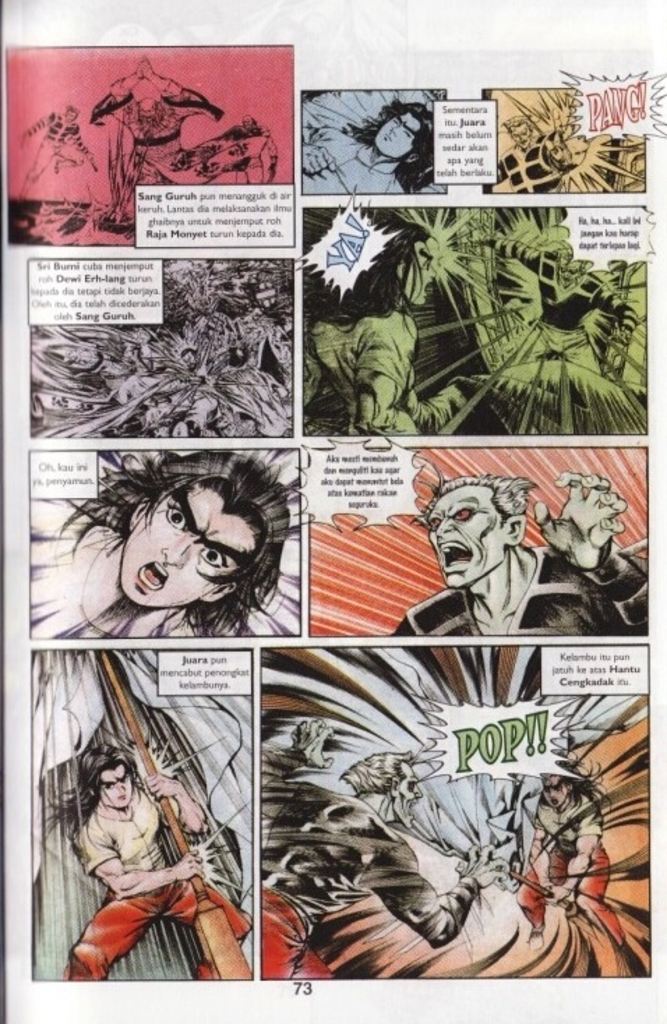 Sang Guruh pun menangguk di air
keruh. Lantas dia melaksanakan ilmu
ghaibnya untuk menjemput roh
Raja Monyet turun kepada dia.
Sementara
itu. Juara
masih belum
sedar akan
apa yang
telah berlaku.
PANG!
Sri Bumi cuba menjemput
roh Dewi Erh-lang turun
kepada dia tetapi tidak berjaya.
Oleh itu, dia telah dicederakan
oleh Sang Guruh.
YA!
Ha, ha, ha... kali ini
jangan kau harap
dapat terlepas lagi.
Oh, kau ini
ya, penyamun.
Aku mesti membunuh
dan menguliti kau agar
aku dapat menuntut bela
atas kematian rakan
seguruku.
Juara pun
mencabut penongkat
kelambunya.
Kelambu itu pun
jatuh ke atas Hantu
Cengkadak itu.
POP!!
73